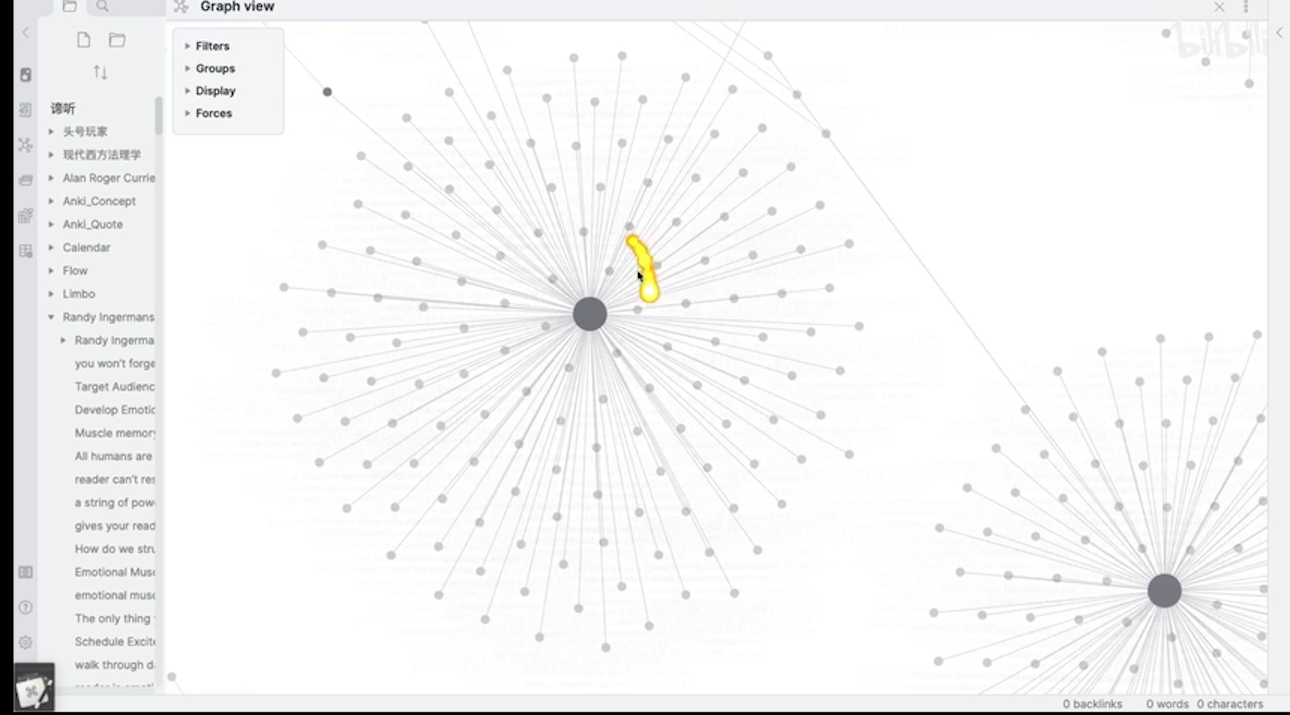 Graph view
bilibili
Filters
Groups
Display
Forces
谛听
头号玩家
现代西方法理学
Alan Roger Currie
Anki_Concept
Anki_Quote
Calendar
Flow
Limbo
Randy Ingermans
Randy Ingerma
you won't forge
Target Audienc
Develop Emotic
Muscle memory
All humans are
reader can't res
a string of pow
gives your read
How do we stru
Emotional Musc
emotional musc
The only thing
Schedule Excite
walk through d
0 backlinks 0 words 0 characters